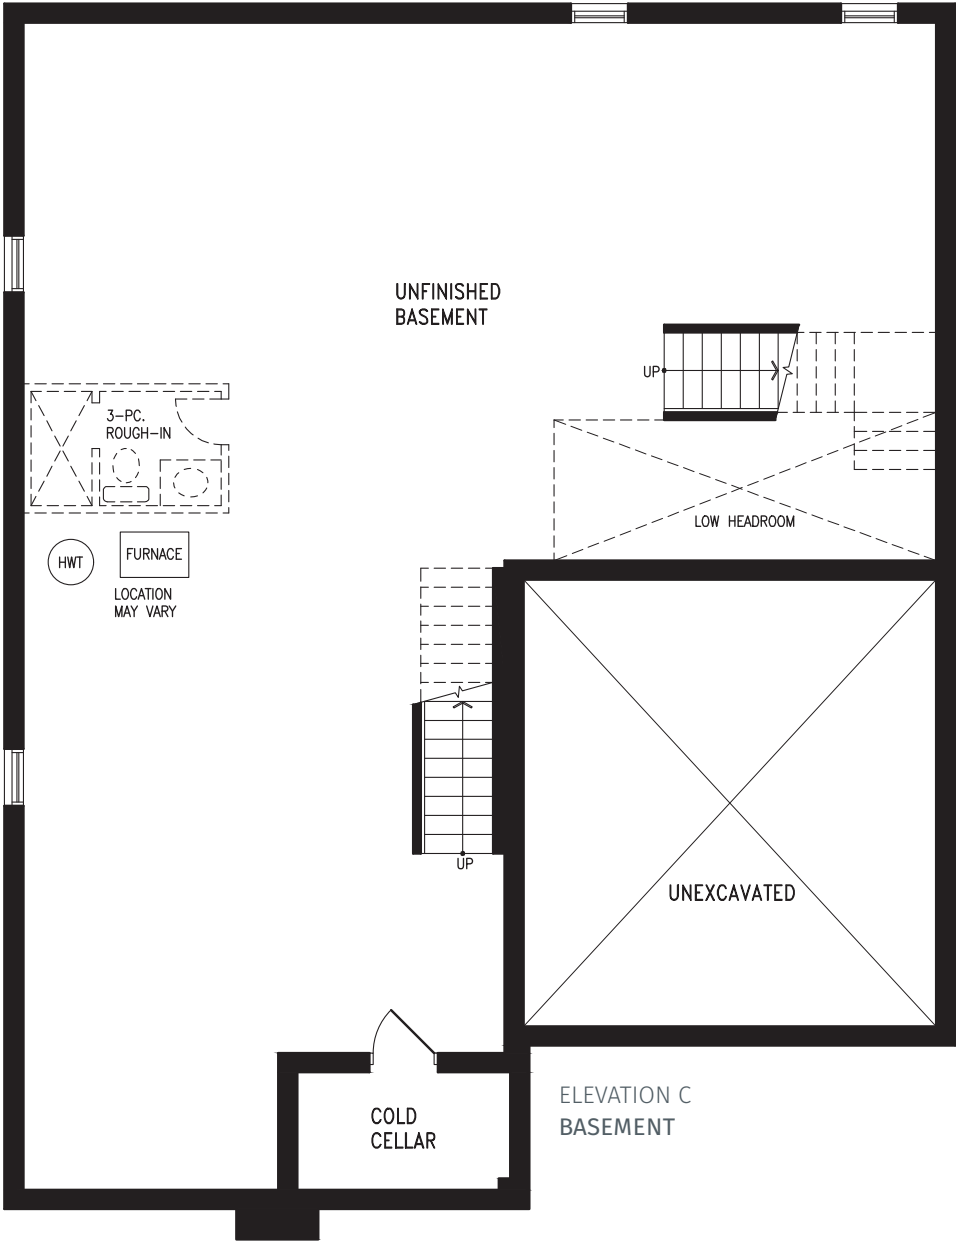 UNFINISHED
BASEMENT
UP
3-PC.
ROUGH-IN
LOW HEADROOM
HWT
FURNACE
LOCATION
MAY VARY
UP
UNEXCAVATED
COLD
CELLAR
ELEVATION C
BASEMENT